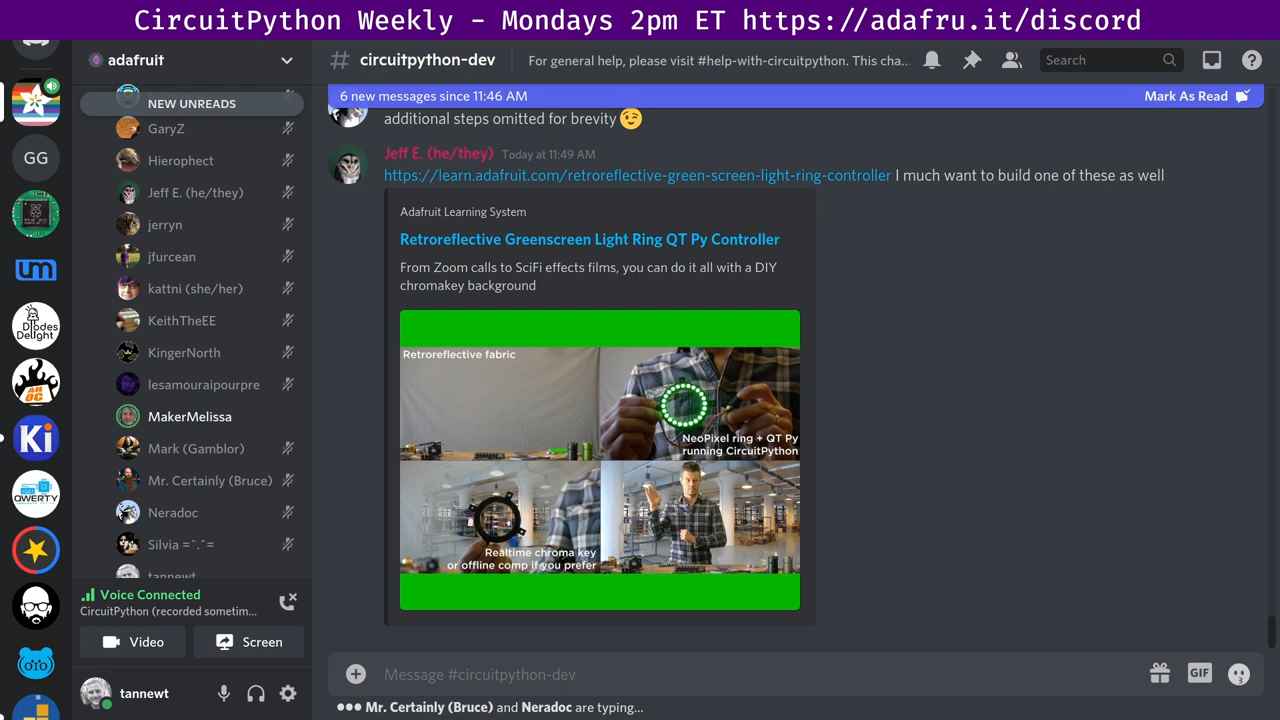 CircuitPython Weekly - Mondays 2pm ET https://adafru.it/discord
adafruit
NEW UNREADS
GaryZ
Hierophect
Jeff E. (he/they)
jerryn
jfurcean
kattni (she/her)
KeithTheEE
KingerNorth
lesamouraipourpre
MakerMelissa
Mark (Gamblor)
Mr. Certainly (Bruce)
Neradoc
Silvia =^.^=
tannewt
Voice Connected
CircuitPython (recorded sometim...
Video
Screen
tannewt
GG
um
Diodes
Delight
Ki
QWERTY
circuitpython-dev
For general help, please visit #help-with-circuitpython. This cha...
Search
6 new messages since 11:46 AM
Mark As Read
additional steps omitted for brevity
Jeff E. (he/they) Today at 11:49 AM
https://learn.adafruit.com/retroreflective-green-screen-light-ring-controller I much want to build one of these as well
Adafruit Learning System
Retroreflective Greenscreen Light Ring QT Py Controller
From Zoom calls to SciFi effects films, you can do it all with a DIY
chromakey background
Retroreflective fabric
NeoPixel ring + QT Py
running CircuitPython
Realtime chroma key
or offline comp if you prefer
Message #circuitpython-dev
GIF
Mr. Certainly (Bruce) and Neradoc are typing...